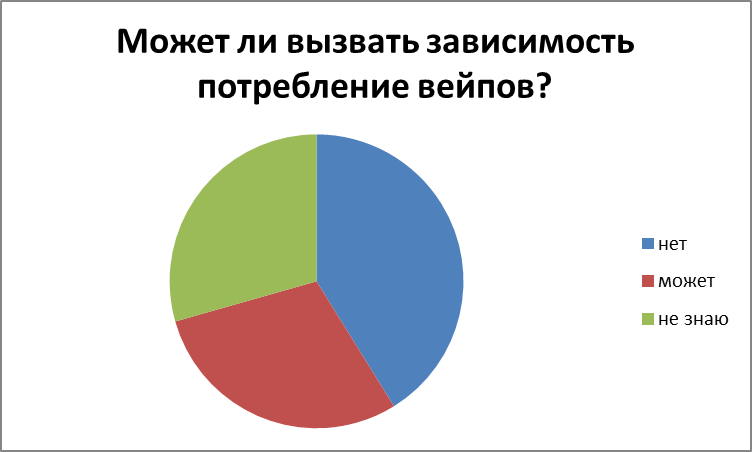 Может ли вызвать зависимость
потребление вейпов?
нет
может
не знаю